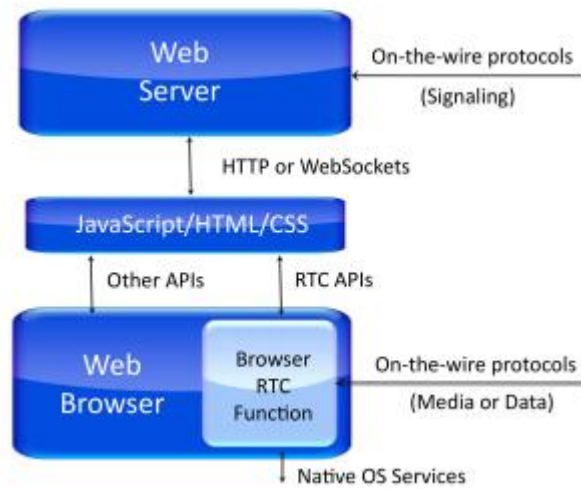 Web
Server
On-the-wire protocols
(Signaling)
HTTP or WebSockets
JavaScript/HTML/CSS
Other APIs
RTC APIs
Web
Browser
Browser
RTC
Function
On-the-wire protocols
(Media or Data)
Native OS Services